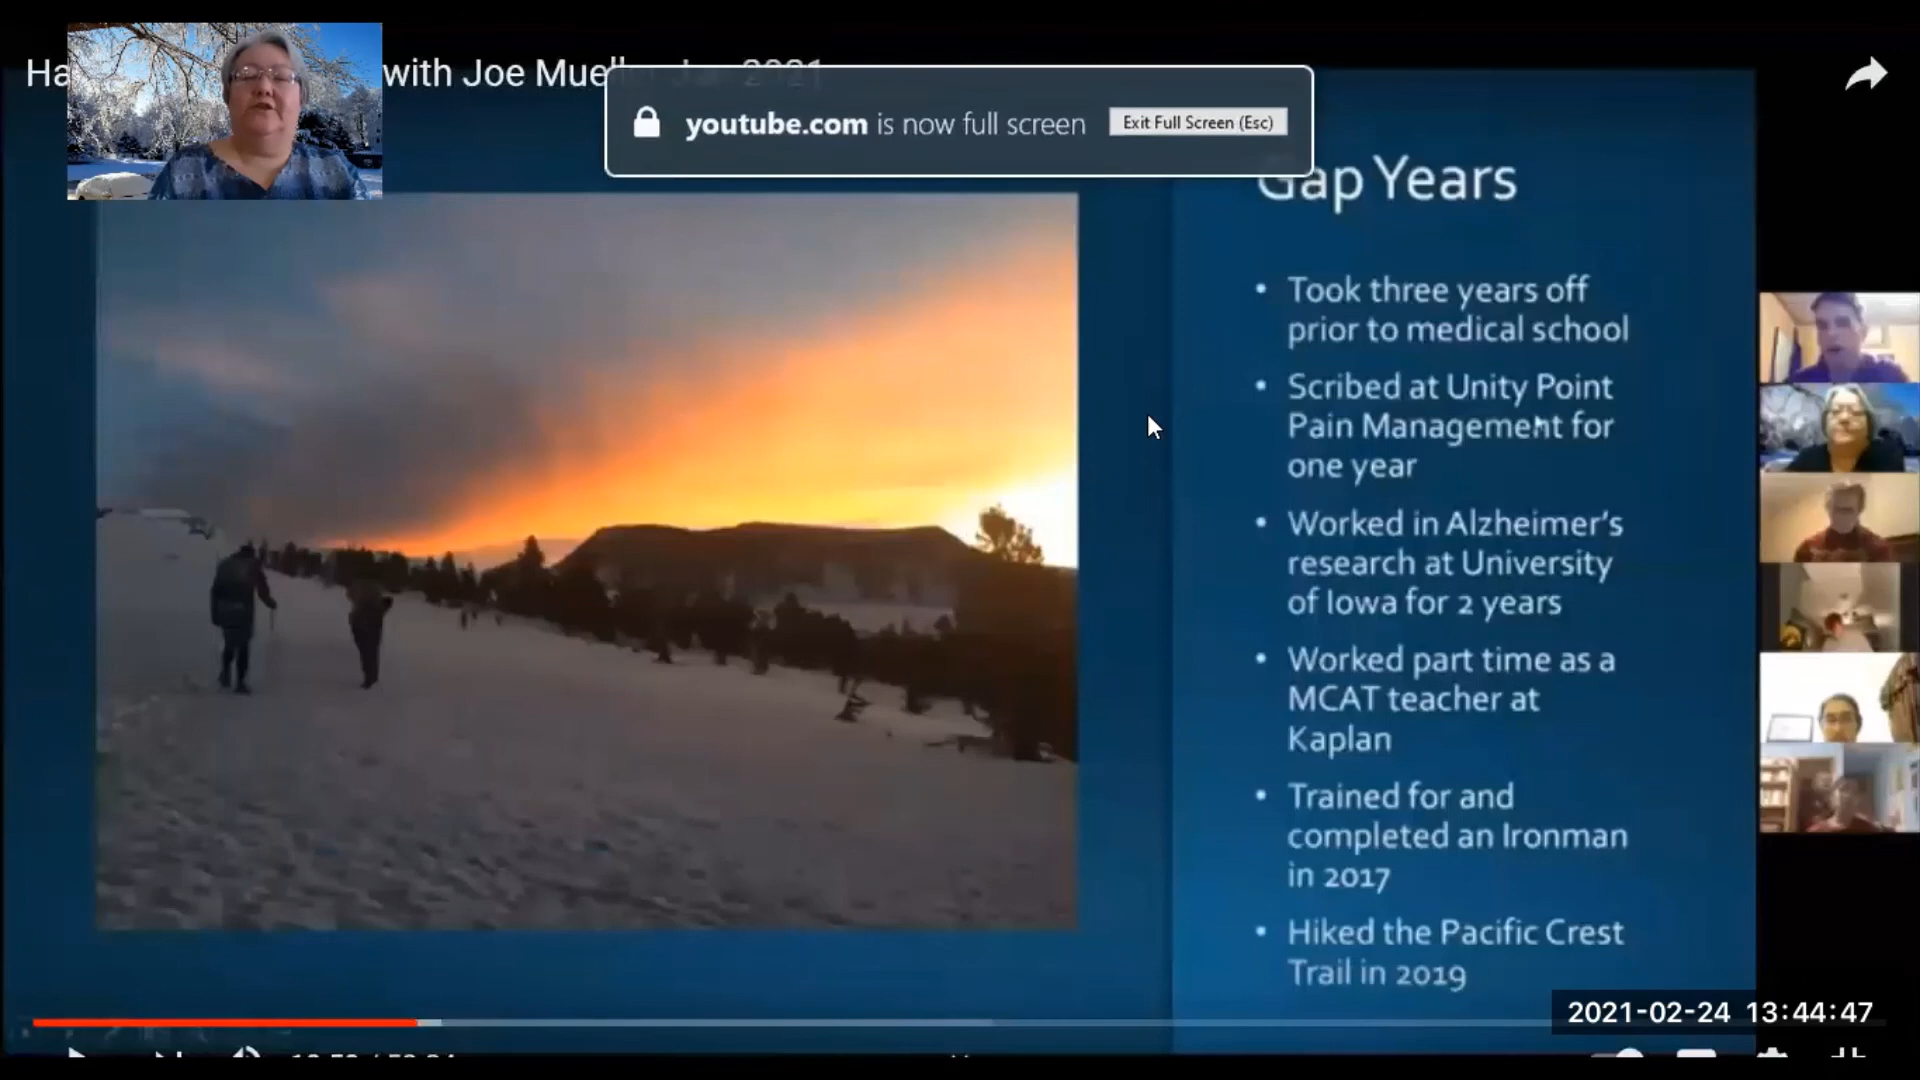 Ha
with Joe Muell Jan 2021
youtube.com is now full screen
Exit Full Screen (Esc)
Gap Years
• Took three years off
prior to medical school
• Scribed at Unity Point
Pain Management for
one year
• Worked in Alzheimer's
research at University
of Iowa for 2 years
• Worked part time as a
MCAT teacher at
Kaplan
• Trained for and
completed an Ironman
in 2017
• Hiked the Pacific Crest
Trail in 2019
2021-02-24 13:44:47